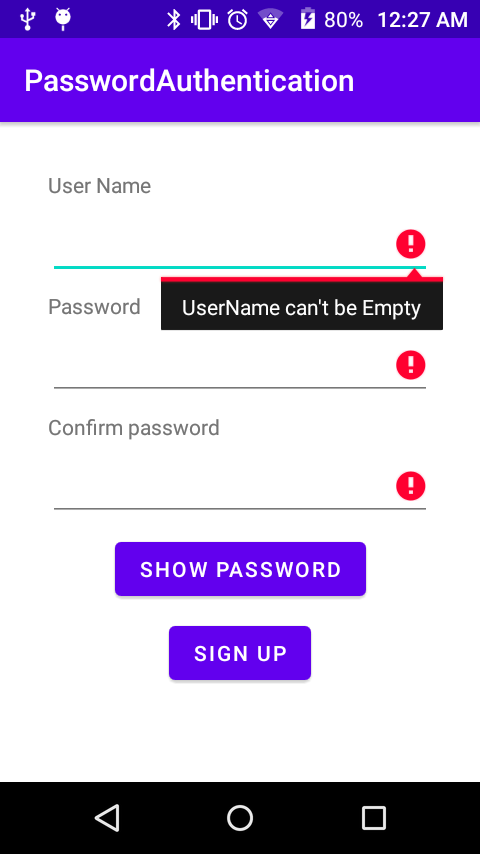 80% 12:27 AM
PasswordAuthentication
User Name
UserName can't be Empty
Password
Confirm password
SHOW PASSWORD
SIGN UP